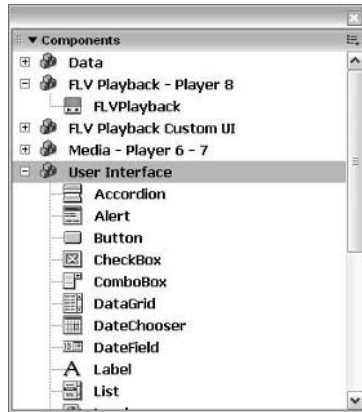 Components
Data
FLV Playback - Player 8
FLVPlayback
FLV Playback Custom UI
Media - Player 6 - 7
User Interface
Accordion
Alert
Button
CheckBox
ComboBox
DataGrid
DateChooser
DateField
Label
List